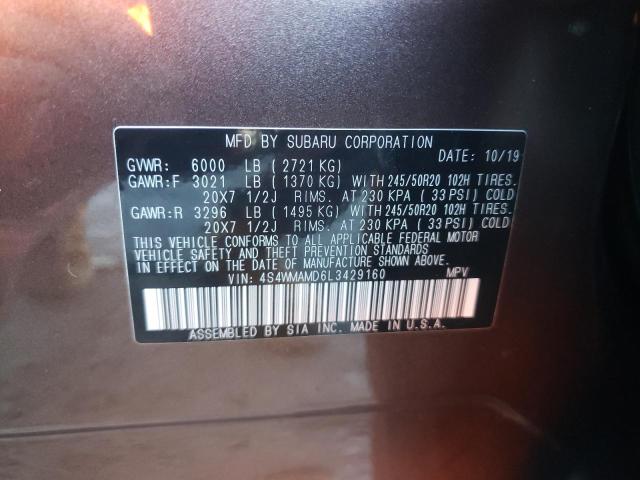 MFD BY SUBARU CORPORATION
GVWR: 6000 LB ( 2721 KG) DATE: 10/19
GAWR:F 3021 LB ( 1370 KG) WITH 245/50R20 102H TIRES.
20X7 1/2J RIMS. AT 230 KPA ( 33 PSI) COLD
GAWR:R 3296 LB ( 1495 KG) WITH 245/50R20 102H TIRES.
20X7 1/2J RIMS. AT 230 KPA ( 33 PSI) COLD
THIS VEHICLE CONFORMS TO ALL APPLICABLE FEDERAL MOTOR
VEHICLE SAFETY AND THEFT PREVENTION STANDARDS
IN EFFECT ON THE DATE OF MANUFACTURE SHOWN ABOVE.
VIN: 4S4WMAMD6L3429160 MPV
ASSEMBLED BY SIA INC. MADE IN U.S.A.